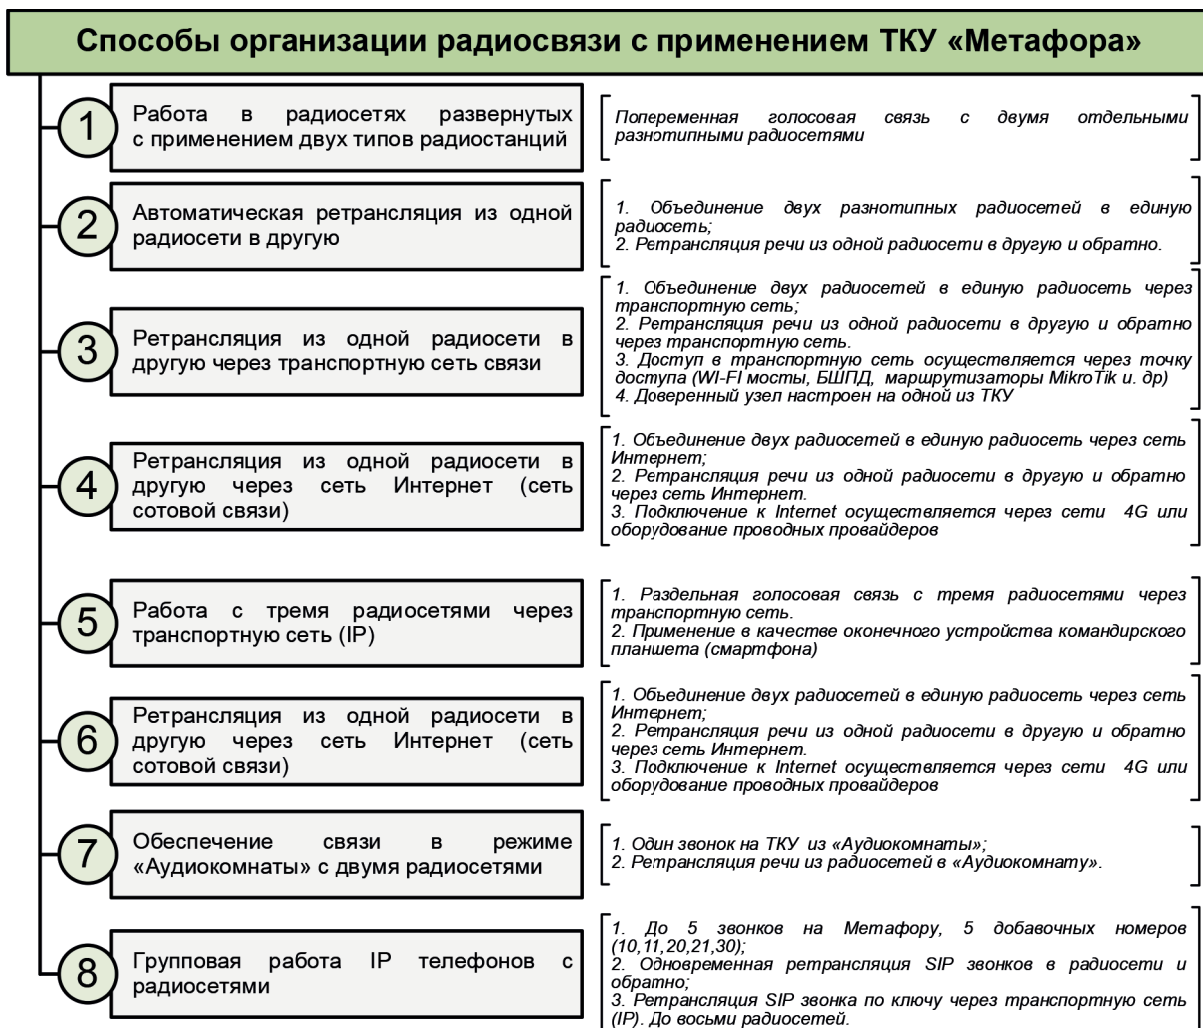 Способы организации радиосвязи с применением ТКУ «Метафора»
1
Работа в радиосетях развернутых
с применением двух типов радиостанций
Попеременная голосовая связь с двумя отдельными
разнотипными радиосетями
2
Автоматическая ретрансляция из одной
радиосети в другую
1. Объединение двух разнотипных радиосетей в единую
радиосеть;
2. Ретрансляция речи из одной радиосети в другую и обратно.
3
Ретрансляция из одной радиосети в
другую через транспортную сеть связи
1. Объединение двух радиосетей в единую радиосеть через
транспортную сеть;
2. Ретрансляция речи из одной радиосети в другую и обратно
через транспортную сеть.
3. Доступ в транспортную сеть осуществляется через точку
доступа (WI-FI мосты, БШПД, маршрутизаторы MikroTik и. др)
4. Доверенный узел настроен на одной из ТКУ
4
Ретрансляция из одной радиосети в
другую через сеть Интернет (сеть
сотовой связи)
1. Объединение двух радиосетей в единую радиосеть через сеть
Интернет;
2. Ретрансляция речи из одной радиосети в другую и обратно
через сеть Интернет.
3. Подключение к Internet осуществляется через сети 4G или
оборудование проводных провайдеров
5
Работа с тремя радиосетями через
транспортную сеть (IP)
1. Раздельная голосовая связь с тремя радиосетями через
транспортную сеть.
2. Применение в качестве оконечного устройства командирского
планшета (смартфона)
6
Ретрансляция из одной радиосети в
другую через сеть Интернет (сеть
сотовой связи)
1. Объединение двух радиосетей в единую радиосеть через сеть
Интернет;
2. Ретрансляция речи из одной радиосети в другую и обратно
через сеть Интернет.
3. Подключение к Internet осуществляется через сети 4G или
оборудование проводных провайдеров
7
Обеспечение связи в режиме
«Аудиокомнаты» с двумя радиосетями
1. Один звонок на ТКУ из «Аудиокомнаты»;
2. Ретрансляция речи из радиосетей в «Аудиокомнату».
8
Групповая работа IP телефонов с
радиосетями
1. До 5 звонков на Метафору, 5 добавочных номеров
(10,11,20,21,30);
2. Одновременная ретрансляция SIP звонков в радиосети и
обратно;
3. Ретрансляция SIP звонка по ключу через транспортную сеть
(IP). До восьми радиосетей.